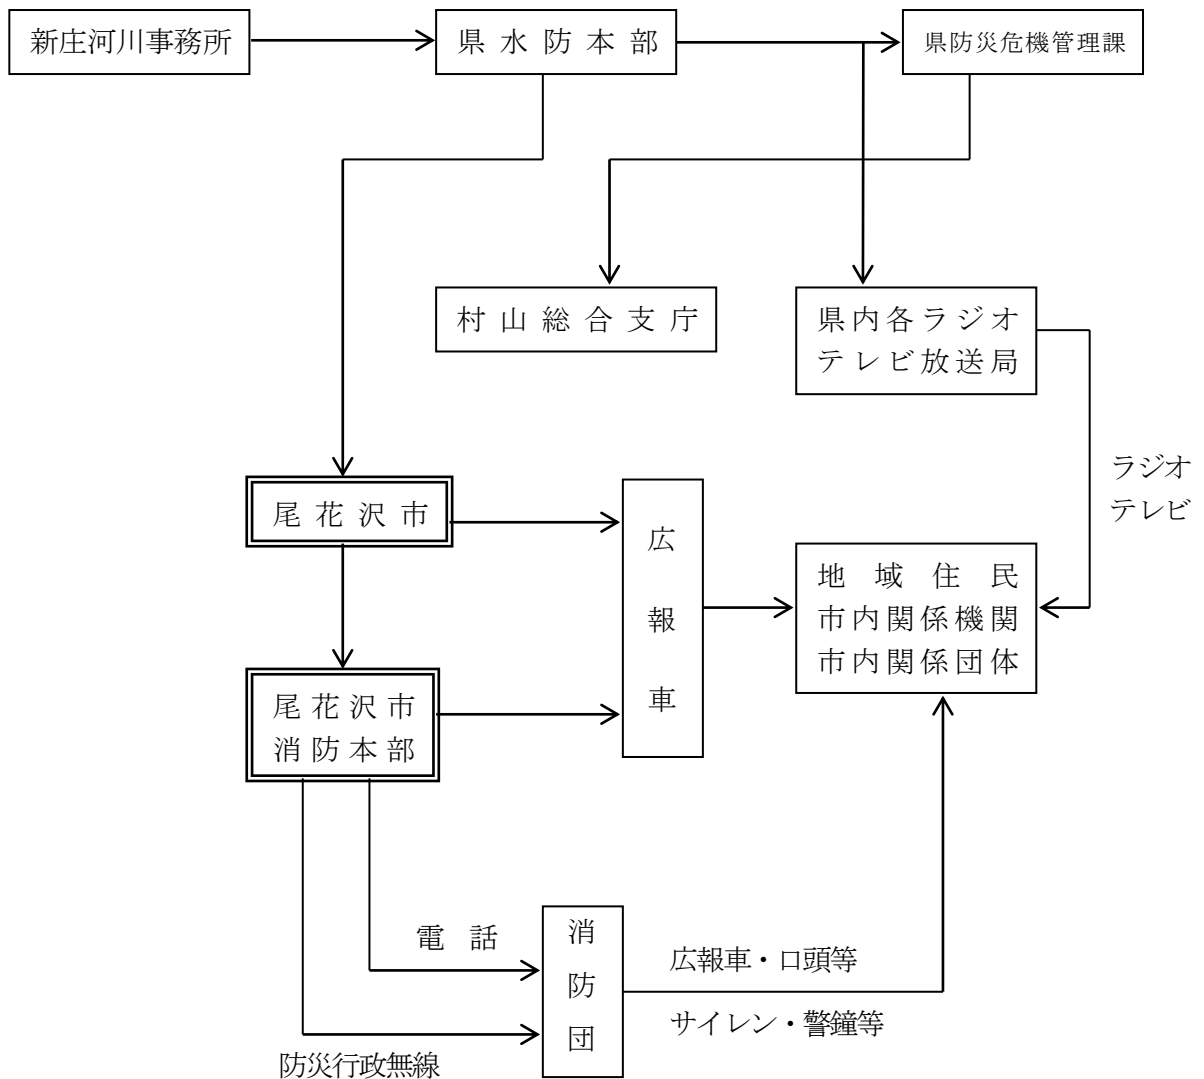 新庄河川事務所
県水防本部
県防災危機管理課
村山総合支庁
県内各ラジオ
テレビ放送局
ラジオ
テレビ
尾花沢市
広報車
地域住民
市内関係機関
市内関係団体
尾花沢市
消防本部
電話
消防団
広報車・口頭等
サイレン・警鐘等
防災行政無線